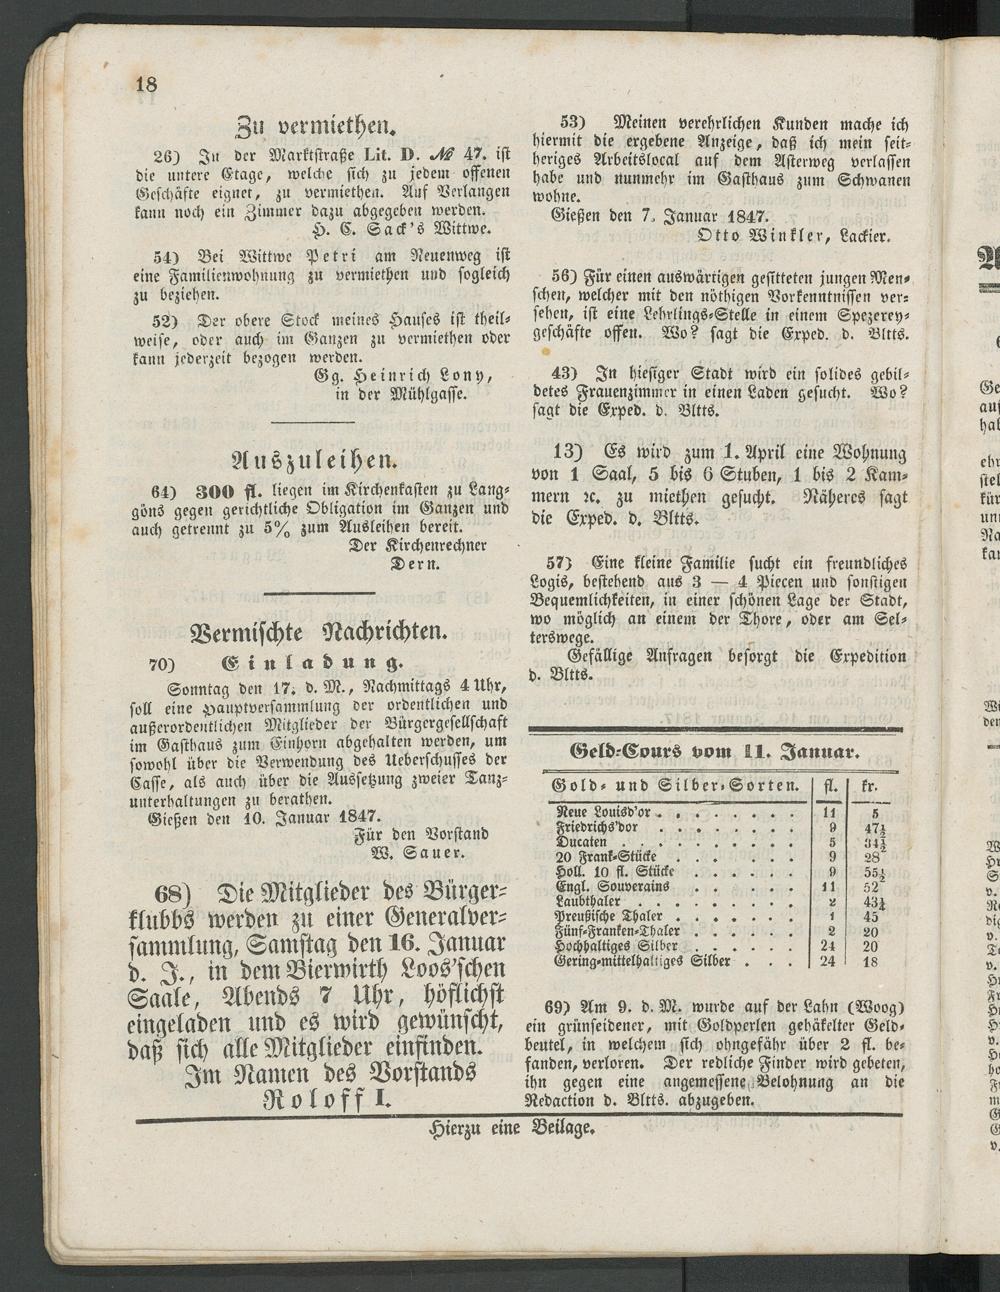 18
Zu vermiethen.
26) In der Marktstraße Lit. D. № 47. ist
die untere Etage, welche sich zu jedem offenen
Geschäfte eignet, zu vermiethen. Auf Verlangen
kann noch ein Zimmer dazu abgegeben werden.
H. C. Sack's Wittwe.
54) Bei Wittwe Petri am Neuenweg ist
eine Familienwohnung zu vermiethen und sogleich
zu beziehen.
52) Der obere Stock meines Hauses ist theil-
weise, oder auch im Ganzen zu vermiethen oder
kann jederzeit bezogen werden.
Gg. Heinrich Lony,
in der Mühlgasse.
Auszuleihen.
64) 300 fl. liegen im Kirchenkasten zu Lang-
göns gegen gerichtliche Obligation im Ganzen und
auch getrennt zu 5% zum Ausleihen bereit.
Der Kirchenrechner
Dern.
Vermischte Nachrichten.
70) Einladung.
Sonntag den 17. d. M., Nachmittags 4 Uhr,
soll eine Hauptversammlung der ordentlichen und
außerordentlichen Mitglieder der Bürgergesellschaft
im Gasthaus zum Einhorn abgehalten werden, um
sowohl über die Verwendung des Ueberschusses der
Casse, als auch über die Aussetzung zweier Tanz-
unterhaltungen zu berathen.
Gießen den 10. Januar 1847.
Für den Vorstand
W. Sauer.
68) Die Mitglieder des Bürger-
klubbs werden zu einer Generalver-
sammlung, Samstag den 16. Januar
d. J., in dem Bierwirth Loos'schen
Saale, Abends 7 Uhr, höflichst
eingeladen und es wird gewünscht,
daß sich alle Mitglieder einfinden.
Im Namen des Vorstands
Roloff I.
53) Meinen verehrlichen Kunden mache ich
hiermit die ergebene Anzeige, daß ich mein seit-
heriges Arbeitslocal auf dem Asterweg verlassen
habe und nunmehr im Gasthaus zum Schwanen
wohne.
Gießen den 7. Januar 1847.
Otto Winkler, Lackier.
56) Für einen auswärtigen gesitteten jungen Men-
schen, welcher mit den nöthigen Vorkenntnissen ver-
sehen, ist eine Lehrlings-Stelle in einem Spezerey-
geschäfte offen. Wo? sagt die Exped. d. Bltts.
43) In hiesiger Stadt wird ein solides gebil-
detes Frauenzimmer in einen Laden gesucht. Wo?
sagt die Exped. d. Bltts.
13) Es wird zum 1. April eine Wohnung
von 1 Saal, 5 bis 6 Stuben, 1 bis 2 Kam-
mern ꝛc. zu miethen gesucht. Näheres sagt
die Exped. d. Bltts.
57) Eine kleine Familie sucht ein freundliches
Logis, bestehend aus 3 — 4 Piecen und sonstigen
Bequemlichkeiten, in einer schönen Lage der Stadt,
wo möglich an einem der Thore, oder am Sel-
terswege.
Gefällige Anfragen besorgt die Expedition
d. Bltts.
Geld-Cours vom 11. Januar.
Gold- und Silber-Sorten. fl. kr.
Neue Louisd'or . . . . . . . . 11 5
Friedrichs'dor . . . . . . . 9 47½
Ducaten . . . . . . . . . 5 34½
20 Frank-Stücke . . . . . . 9 28
Holl. 10 fl. Stücke . . . . . 9 55½
Engl. Souverains . . . . . 11 52
Laubthaler . . . . . . . . 2 43½
Preußische Thaler . . . . . . . 1 45
Fünf-Franken-Thaler . . . . . . 2 20
Hochhaltiges Silber . . . . . . 24 20
Gering-mittelhaltiges Silber . . . 24 18
69) Am 9. d. M. wurde auf der Lahn (Woog)
ein grünseidener, mit Goldperlen gehäkelter Geld-
beutel, in welchem sich ohngefähr über 2 fl. be-
fanden, verloren. Der redliche Finder wird gebeten,
ihn gegen eine angemessene Belohnung an die
Redaction d. Bltts. abzugeben.
Hierzu eine Beilage.